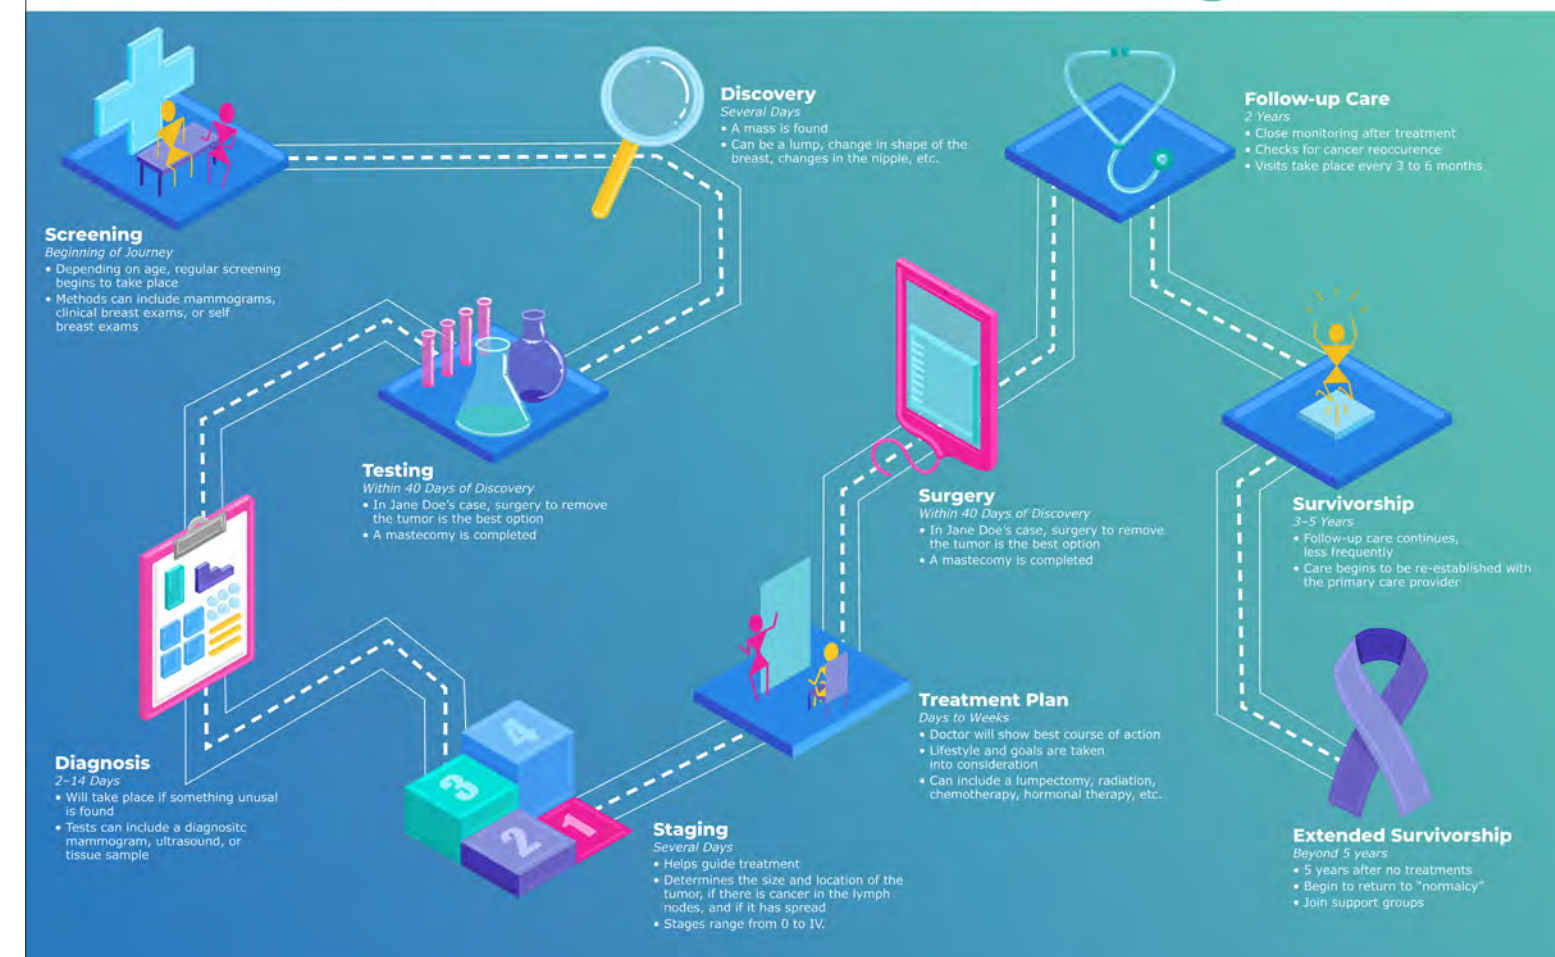 Screening
Beginning of Journey
• Depending on age, regular screening
begins to take place
• Methods can include mammograms,
clinical breast exams, or self
breast exams
Discovery
Several Days
• A mass is found
• Can be a lump, change in shape of the
breast, changes in the nipple, etc.
Testing
Within 40 Days of Discovery
• In Jane Doe's case, surgery to remove
the tumor is the best option
• A mastecomy is completed
Diagnosis
2–14 Days
• Will take place if something unusal
is found
• Tests can include a diagnositc
mammogram, ultrasound, or
tissue sample
4
3
2
1
Staging
Several Days
• Helps guide treatment
• Determines the size and location of the
tumor, if there is cancer in the lymph
nodes, and if it has spread
• Stages range from 0 to IV.
Treatment Plan
Days to Weeks
• Doctor will show best course of action
• Lifestyle and goals are taken
into consideration
• Can include a lumpectomy, radiation,
chemotherapy, hormonal therapy, etc.
Surgery
Within 40 Days of Discovery
• In Jane Doe's case, surgery to remove
the tumor is the best option
• A mastecomy is completed
Follow-up Care
2 Years
• Close monitoring after treatment
• Checks for cancer reoccurence
• Visits take place every 3 to 6 months
Survivorship
3–5 Years
• Follow-up care continues,
less frequently
• Care begins to be re-established with
the primary care provider
Extended Survivorship
Beyond 5 years
• 5 years after no treatments
• Begin to return to "normalcy"
• Join support groups